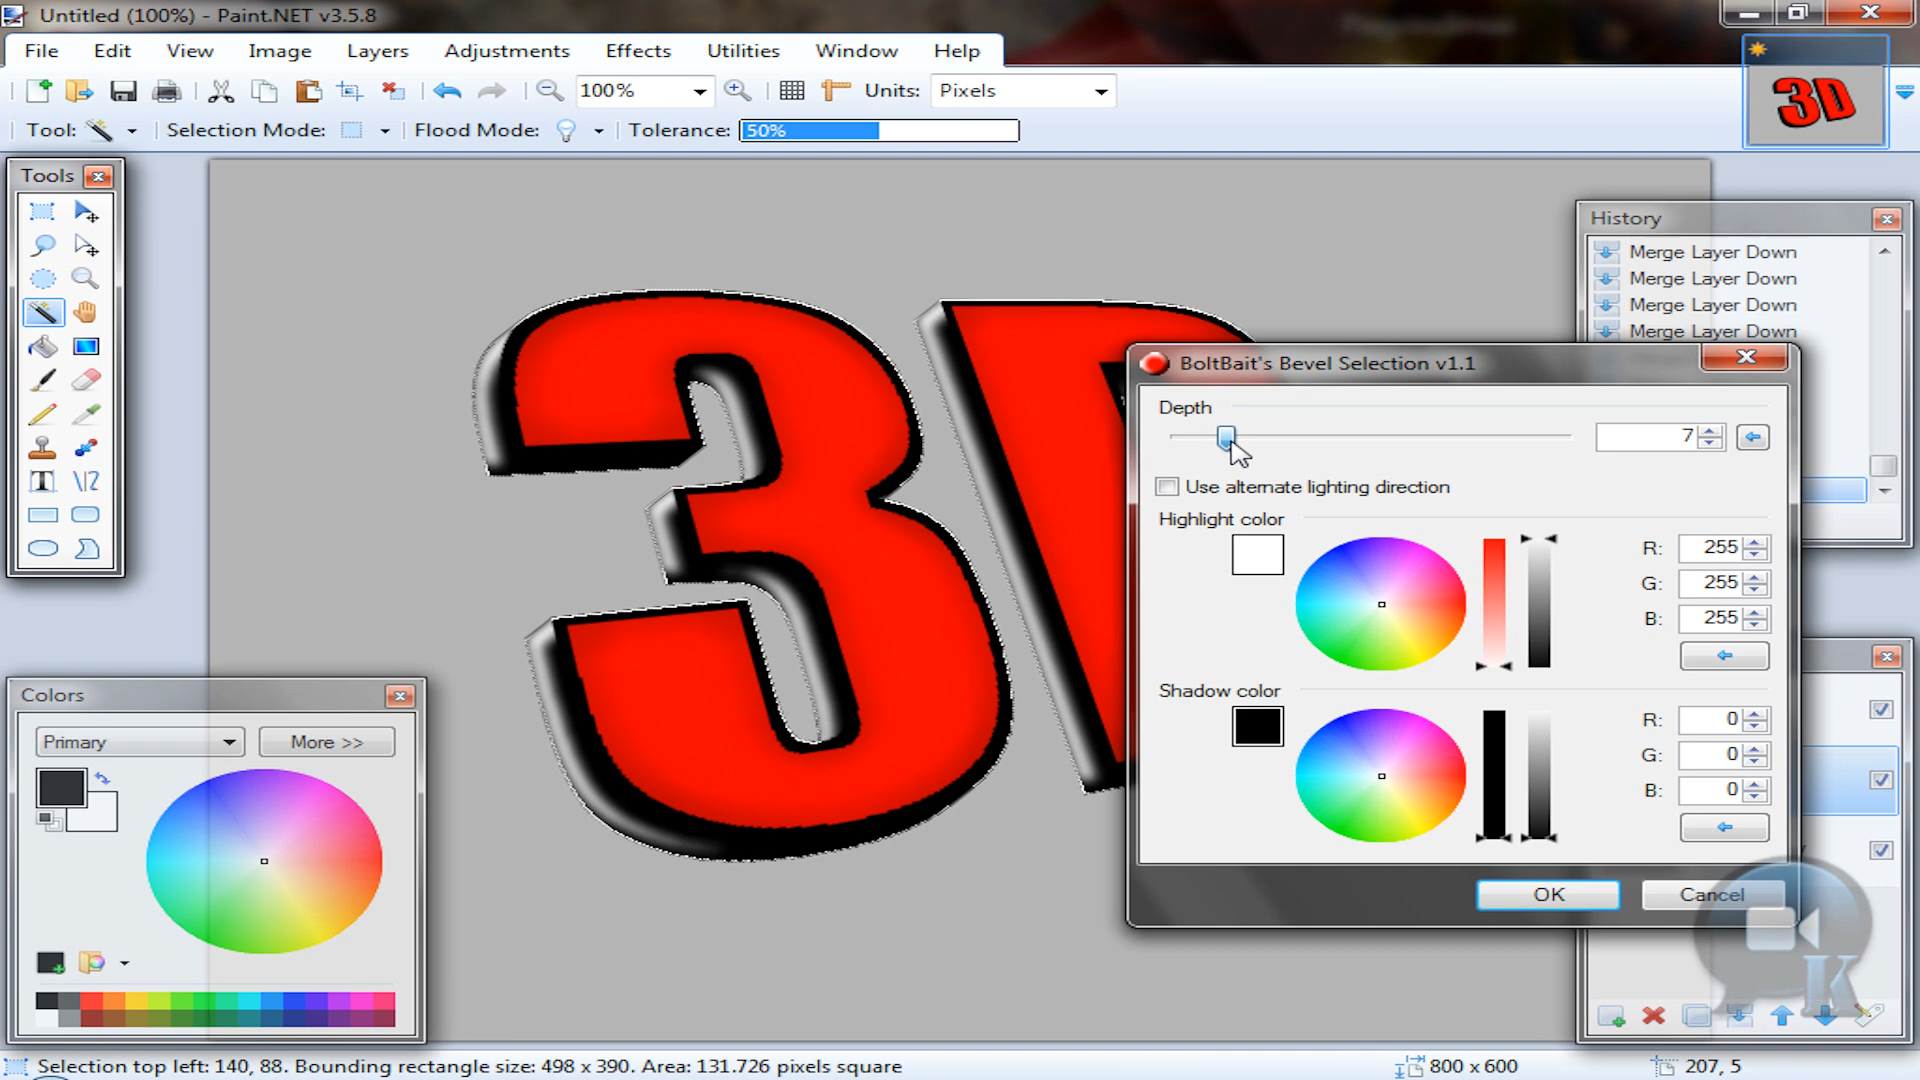 Untitled (100%) - Paint.NET v3.5.8
File Edit View Image Layers Adjustments Effects Utilities Window Help
100% Units: Pixels
Tool: Selection Mode: Flood Mode: Tolerance: 50%
3D
Tools
History
Merge Layer Down
Merge Layer Down
Merge Layer Down
Merge Layer Down
3D
BoltBait's Bevel Selection v1.1
Depth
7
Use alternate lighting direction
Highlight color
R: 255
G: 255
B: 255
Shadow color
R: 0
G: 0
B: 0
OK Cancel
Colors
Primary More >>
K
Selection top left: 140, 88. Bounding rectangle size: 498 x 390. Area: 131.726 pixels square
800 x 600
207, 5